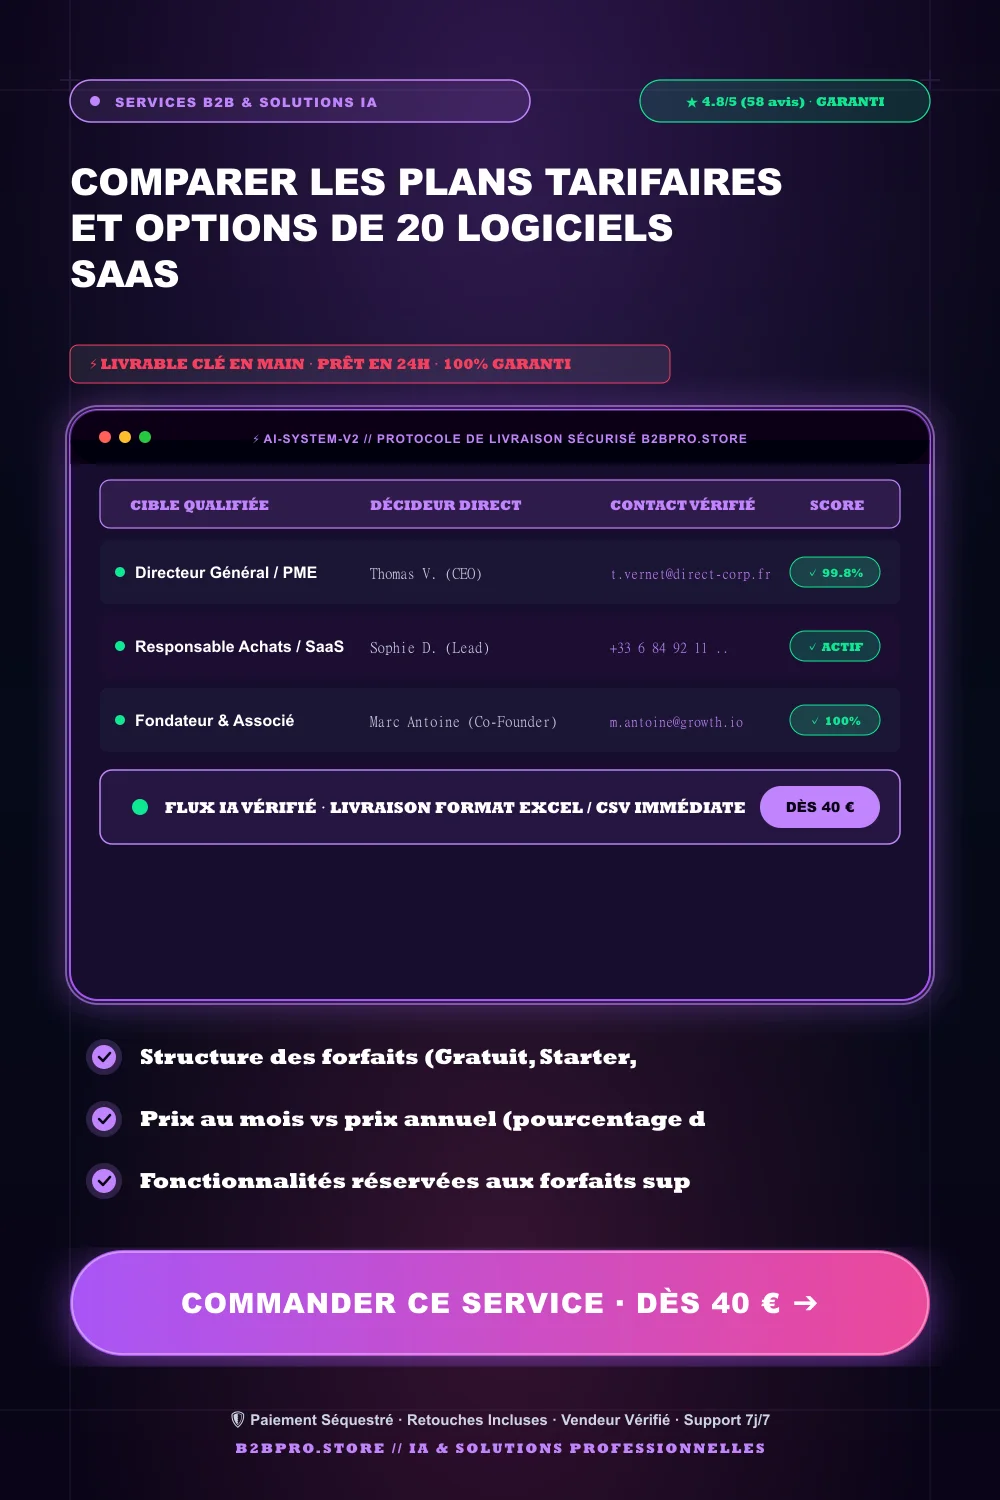 SERVICES B2B & SOLUTIONS IA
★ 4.8/5 (58 avis) · GARANTI
COMPARER LES PLANS TARIFAIRES
ET OPTIONS DE 20 LOGICIELS
SAAS
⚡ LIVRABLE CLÉ EN MAIN · PRÊT EN 24H · 100% GARANTI
⚡ AI-SYSTEM-V2 // PROTOCOLE DE LIVRAISON SÉCURISÉ B2BPRO.STORE
CIBLE QUALIFIÉE DÉCIDEUR DIRECT CONTACT VÉRIFIÉ SCORE
Directeur Général / PME Thomas V. (CEO) t.vernet@direct-corp.fr ✓ 99.8%
Responsable Achats / SaaS Sophie D. (Lead) +33 6 84 92 11 .. ✓ ACTIF
Fondateur & Associé Marc Antoine (Co-Founder) m.antoine@growth.io ✓ 100%
FLUX IA VÉRIFIÉ · LIVRAISON FORMAT EXCEL / CSV IMMÉDIATE DÈS 40 €
Structure des forfaits (Gratuit, Starter,
Prix au mois vs prix annuel (pourcentage d
Fonctionnalités réservées aux forfaits sup
COMMANDER CE SERVICE · DÈS 40 € →
🛡 Paiement Séquestré · Retouches Incluses · Vendeur Vérifié · Support 7j/7
B2BPRO.STORE // IA & SOLUTIONS PROFESSIONNELLES